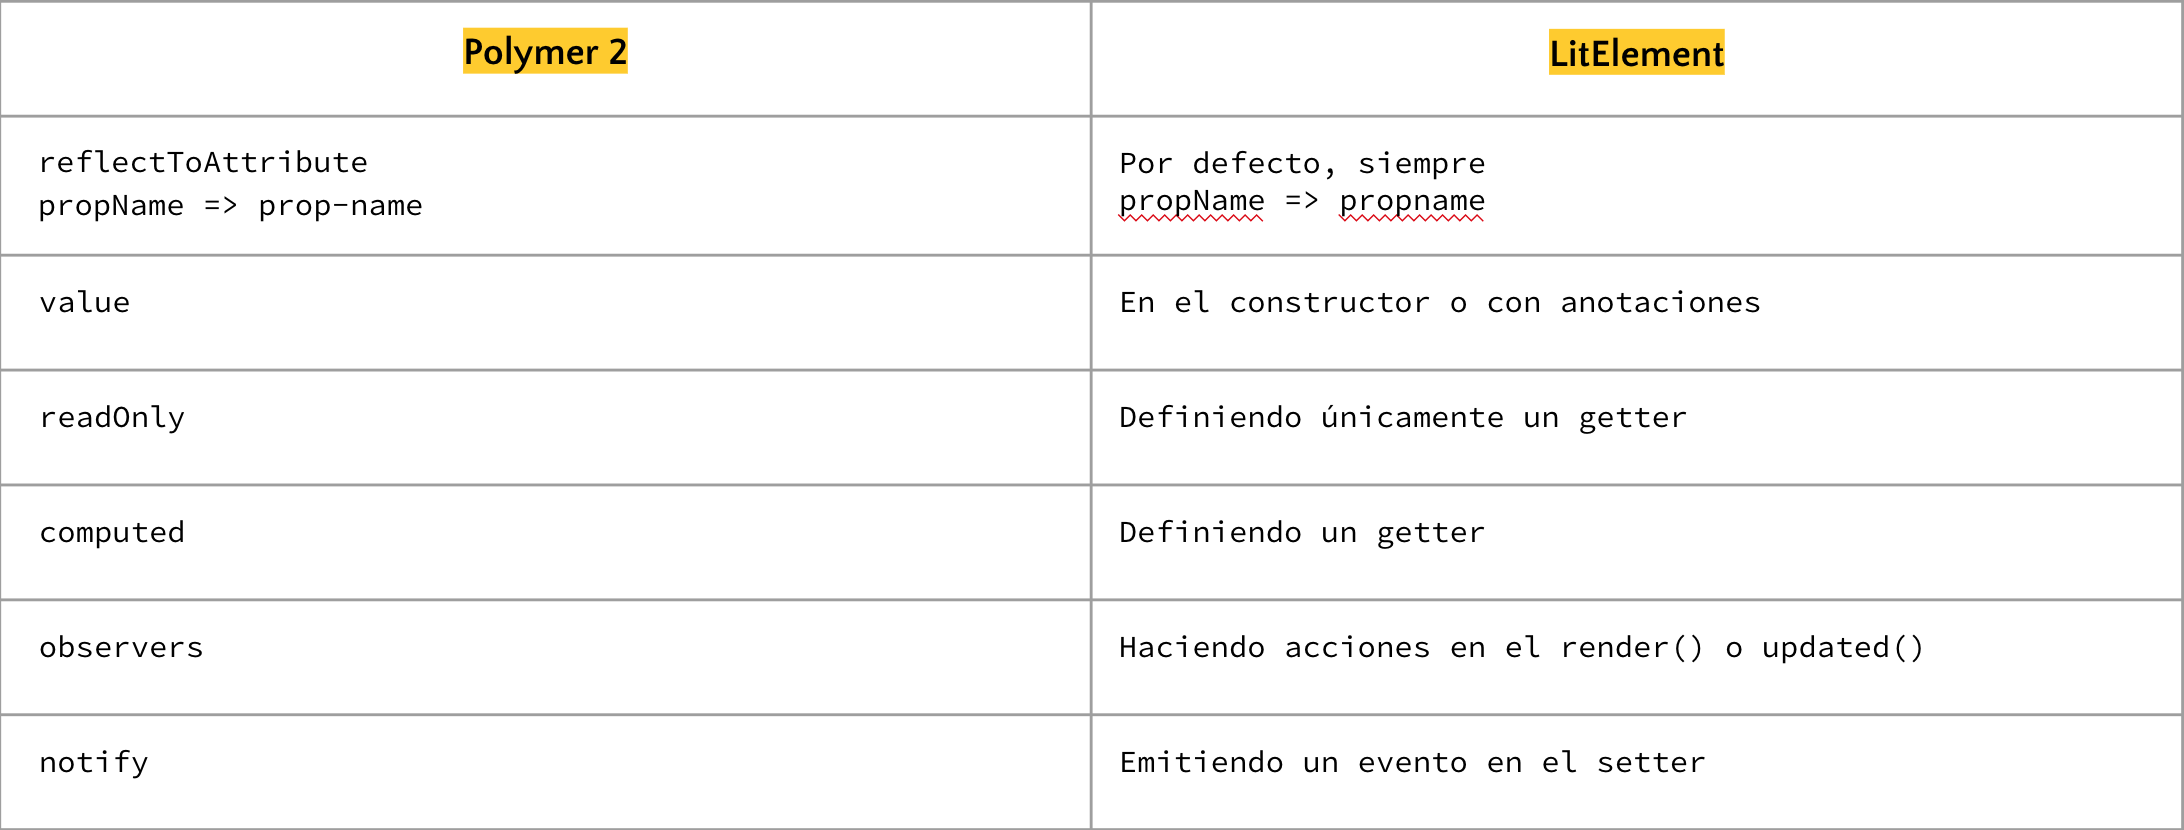 Polymer 2
LitElement
reflectToAttribute
propName => prop-name
Por defecto, siempre
propName => propname
value
En el constructor o con anotaciones
readOnly
Definiendo únicamente un getter
computed
Definiendo un getter
observers
Haciendo acciones en el render() o updated()
notify
Emitiendo un evento en el setter